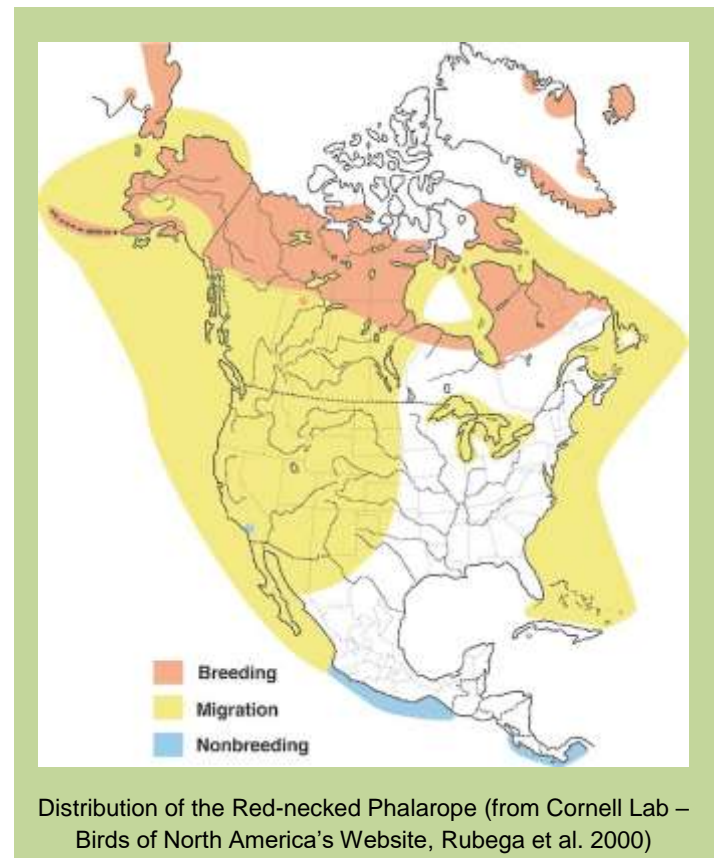 Breeding
Migration
Nonbreeding
Distribution of the Red-necked Phalarope (from Cornell Lab –
Birds of North America's Website, Rubega et al. 2000)